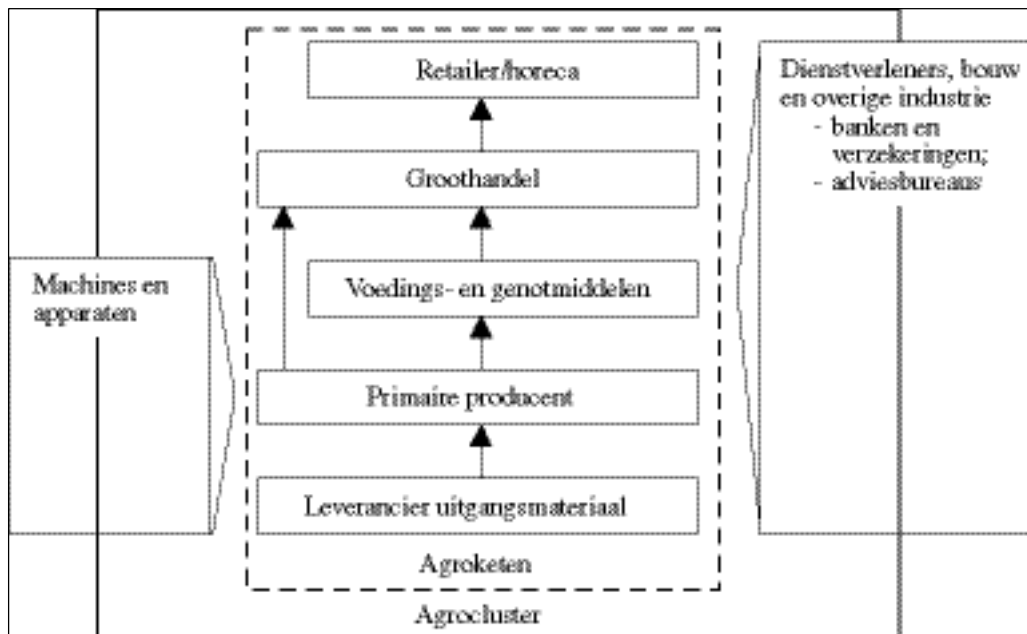 Retailer/horeca
Groothandel
Voedings- en genotmiddelen
Primaire producent
Leverancier uitgangsmateriaal
Agroketen
Agrocluster
Machines en
apparaten
Dienstverleners, bouw
en overige industrie
- banken en
verzekeringen;
- adviesbureaus